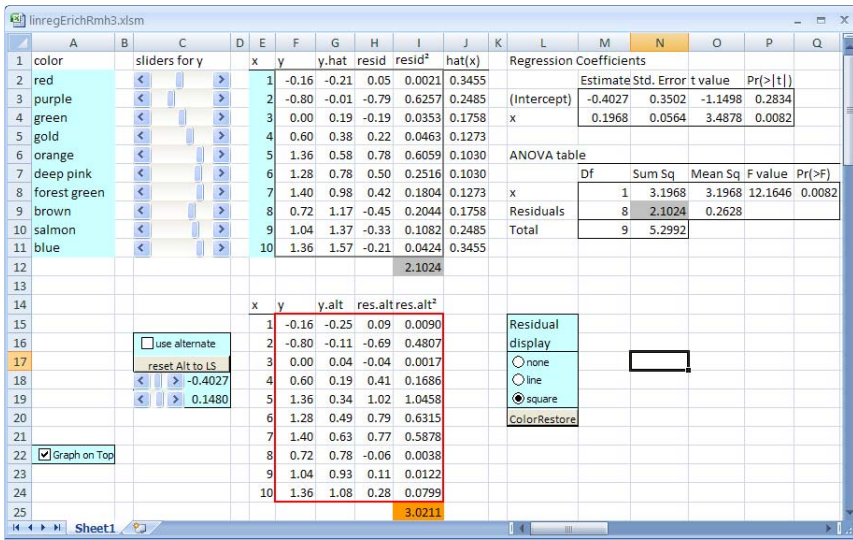 linregErichRmh3.xlsm
A B C D E F G H I J K L M N O P Q
1 color sliders for y x y y.hat resid resid² hat(x) Regression Coefficients
2 red 1 -0.16 -0.21 0.05 0.0021 0.3455 Estimate Std. Error t value Pr(>|t|)
3 purple 2 -0.80 -0.01 -0.79 0.6257 0.2485 (Intercept) -0.4027 0.3502 -1.1498 0.2834
4 green 3 0.00 0.19 -0.19 0.0353 0.1758 x 0.1968 0.0564 3.4878 0.0082
5 gold 4 0.60 0.38 0.22 0.0463 0.1273
6 orange 5 1.36 0.58 0.78 0.6059 0.1030 ANOVA table
7 deep pink 6 1.28 0.78 0.50 0.2516 0.1030 Df Sum Sq Mean Sq F value Pr(>F)
8 forest green 7 1.40 0.98 0.42 0.1804 0.1273 x 1 3.1968 3.1968 12.1646 0.0082
9 brown 8 0.72 1.17 -0.45 0.2044 0.1758 Residuals 8 2.1024 0.2628
10 salmon 9 1.04 1.37 -0.33 0.1082 0.2485 Total 9 5.2992
11 blue 10 1.36 1.57 -0.21 0.0424 0.3455
12 2.1024
13
14 x y y.alt res.alt res.alt²
15 1 -0.16 -0.25 0.09 0.0090 Residual
16 use alternate 2 -0.80 -0.11 -0.69 0.4807 display
17 reset Alt to LS 3 0.00 0.04 -0.04 0.0017 none
18 -0.4027 4 0.60 0.19 0.41 0.1686 line
19 0.1480 5 1.36 0.34 1.02 1.0458 square
20 6 1.28 0.49 0.79 0.6315 ColorRestore
21 7 1.40 0.63 0.77 0.5878
22 Graph on Top 8 0.72 0.78 -0.06 0.0038
23 9 1.04 0.93 0.11 0.0122
24 10 1.36 1.08 0.28 0.0799
25 3.0211
Sheet1